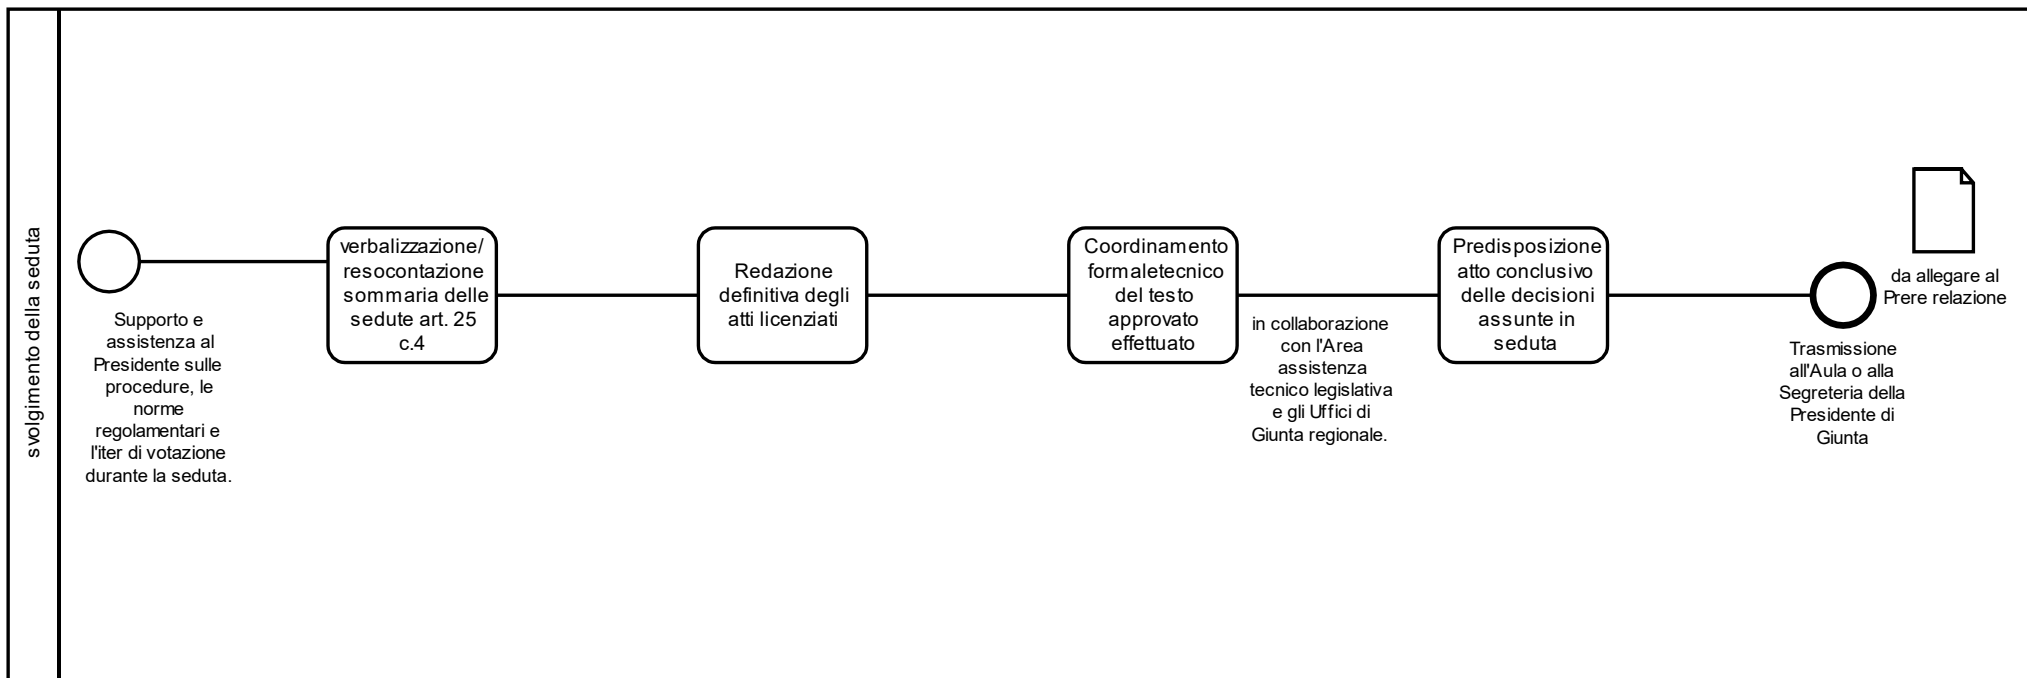 svolgimento della seduta
Supporto e
assistenza al
Presidente sulle
procedure, le
norme
regolamentari e
l'iter di votazione
durante la seduta.
verbalizzazione/
resocontazione
sommaria delle
sedute art. 25
c.4
Redazione
definitiva degli
atti licenziati
Coordinamento
formaletecnico
del testo
approvato
effettuato
in collaborazione
con l'Area
assistenza
tecnico legislativa
e gli Uffici di
Giunta regionale.
Predisposizione
atto conclusivo
delle decisioni
assunte in
seduta
Trasmissione
all'Aula o alla
Segreteria della
Presidente di
Giunta
da allegare al
Prere relazione